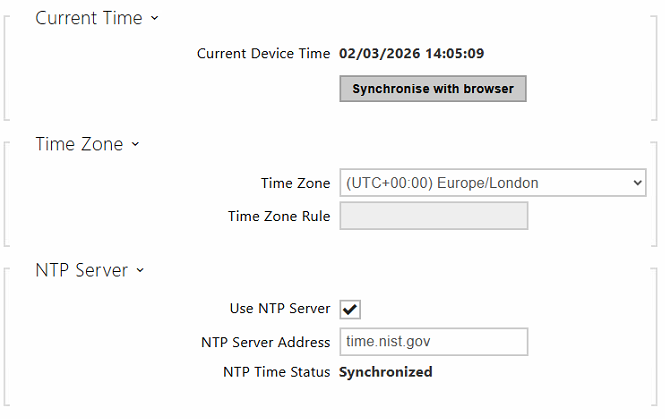 Current Time
Current Device Time 02/03/2026 14:05:09
Synchronise with browser
Time Zone
Time Zone (UTC+00:00) Europe/London
Time Zone Rule
NTP Server
Use NTP Server
NTP Server Address time.nist.gov
NTP Time Status Synchronized